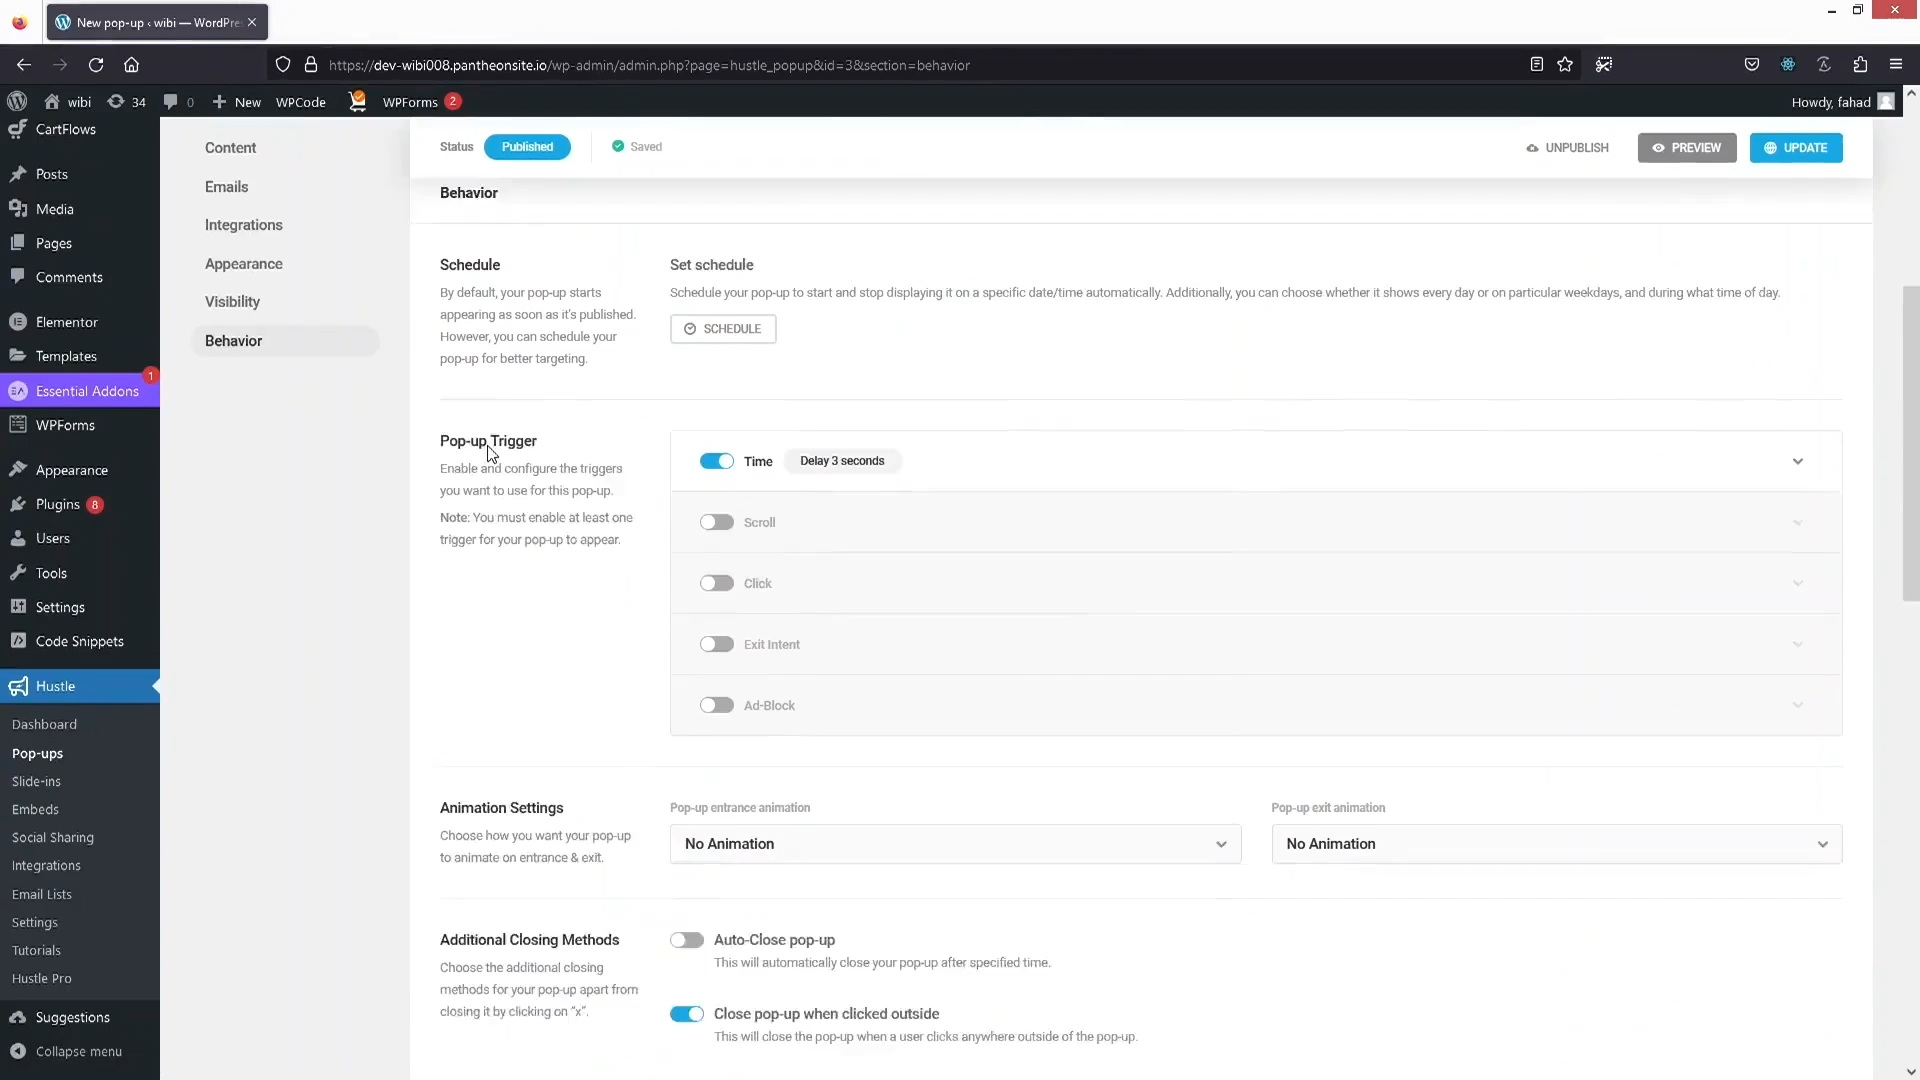 New pop-up ‹ wibi — WordPre
https://dev-wibi008.pantheonsite.io/wp-admin/admin.php?page=hustle_popup&id=3&section=behavior
wibi 34 0 New WPCode WPForms 2 Howdy, fahad
CartFlows
Posts
Media
Pages
Comments
Elementor
Templates
Essential Addons 1
WPForms
Appearance
Plugins 8
Users
Tools
Settings
Code Snippets
Hustle
Dashboard
Pop-ups
Slide-ins
Embeds
Social Sharing
Integrations
Email Lists
Settings
Tutorials
Hustle Pro
Suggestions
Collapse menu
Content
Emails
Integrations
Appearance
Visibility
Behavior
Status Published Saved UNPUBLISH PREVIEW UPDATE
Behavior
Schedule
By default, your pop-up starts
appearing as soon as it's published.
However, you can schedule your
pop-up for better targeting.
Set schedule
Schedule your pop-up to start and stop displaying it on a specific date/time automatically. Additionally, you can choose whether it shows every day or on particular weekdays, and during what time of day.
SCHEDULE
Pop-up Trigger
Enable and configure the triggers
you want to use for this pop-up.
Note: You must enable at least one
trigger for your pop-up to appear.
Time Delay 3 seconds
Scroll
Click
Exit Intent
Ad-Block
Animation Settings
Choose how you want your pop-up
to animate on entrance & exit.
Pop-up entrance animation
No Animation
Pop-up exit animation
No Animation
Additional Closing Methods
Choose the additional closing
methods for your pop-up apart from
closing it by clicking on "x".
Auto-Close pop-up
This will automatically close your pop-up after specified time.
Close pop-up when clicked outside
This will close the pop-up when a user clicks anywhere outside of the pop-up.